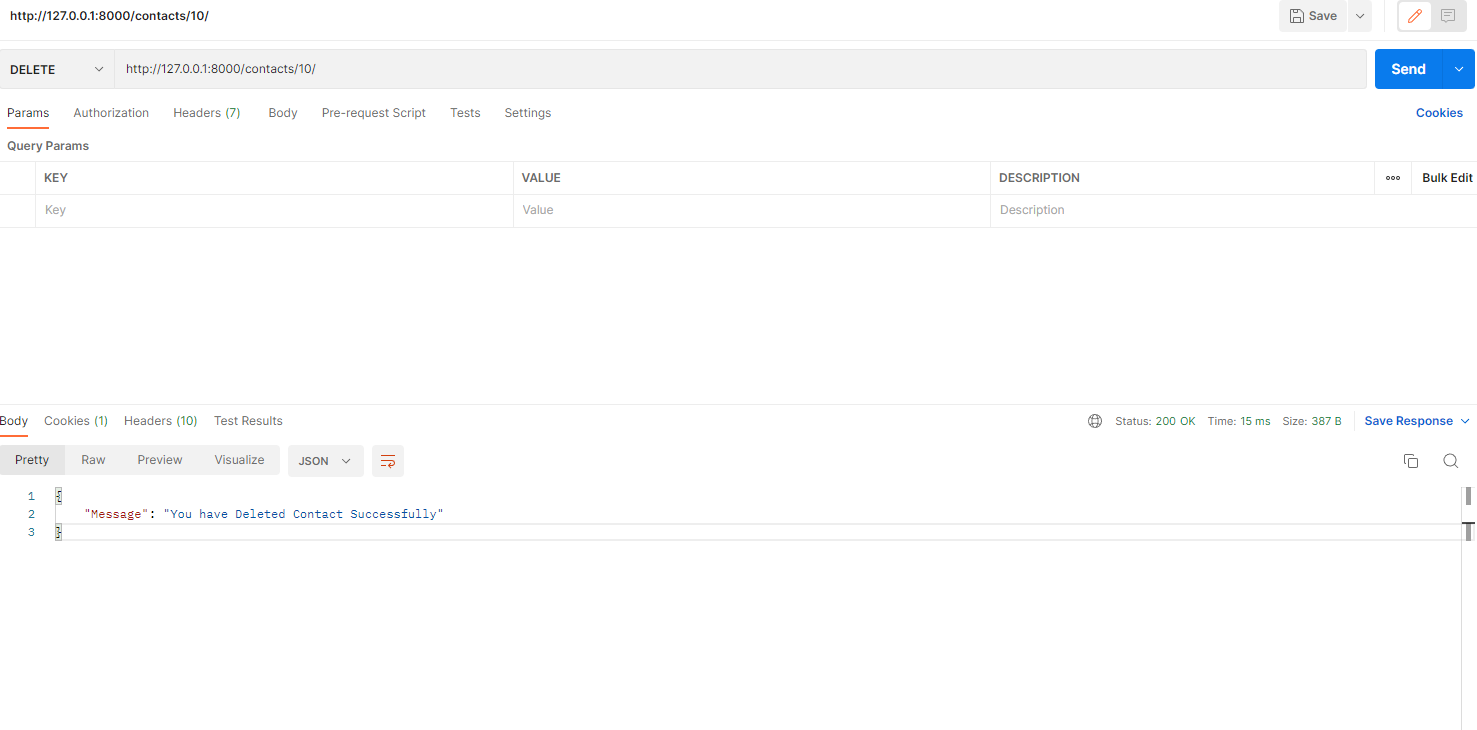 http://127.0.0.1:8000/contacts/10/
Save
DELETE http://127.0.0.1:8000/contacts/10/ Send
Params Authorization Headers (7) Body Pre-request Script Tests Settings Cookies
Query Params
KEY VALUE DESCRIPTION Bulk Edit
Key Value Description
Body Cookies (1) Headers (10) Test Results Status: 200 OK Time: 15 ms Size: 387 B Save Response
Pretty Raw Preview Visualize JSON
1 {
2 "Message": "You have Deleted Contact Successfully"
3 }